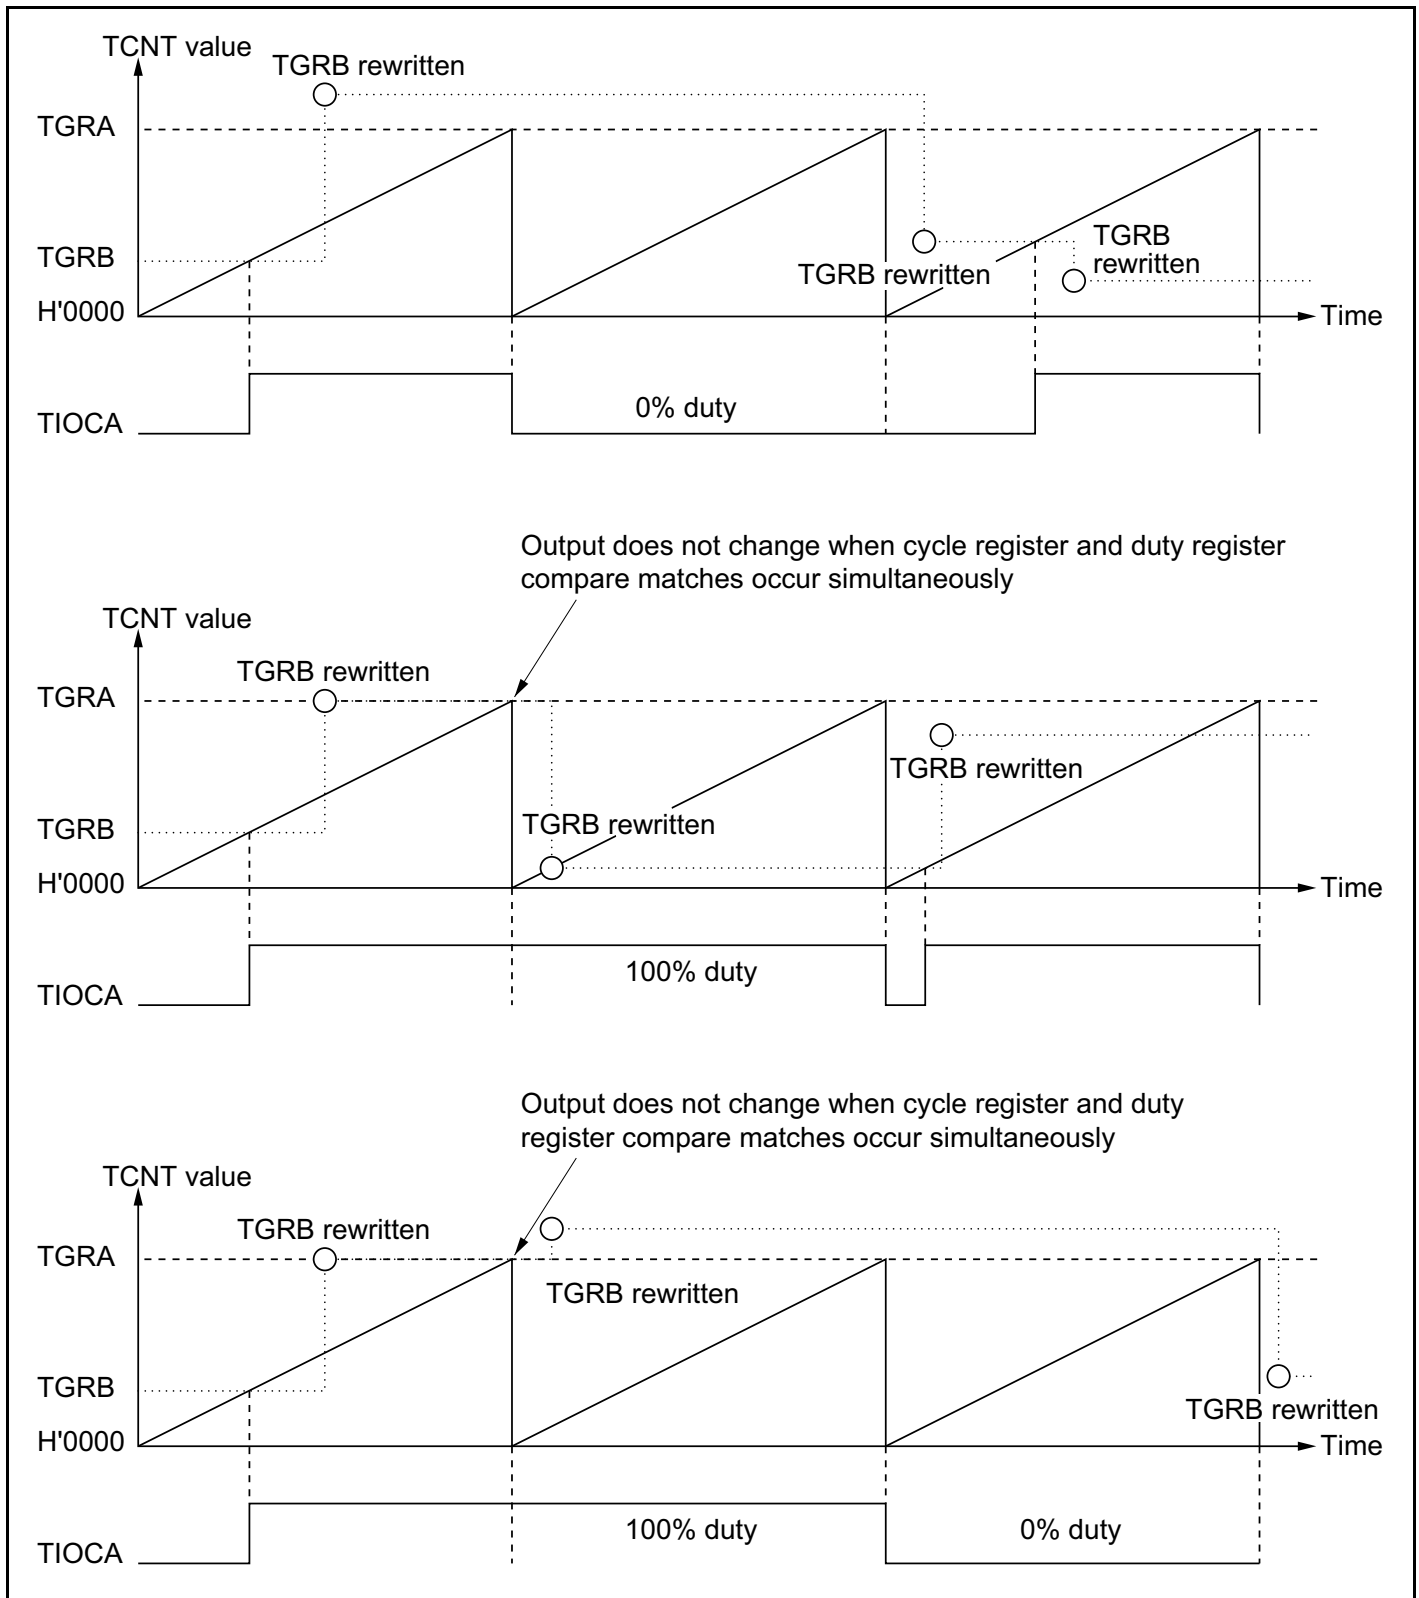 TCNT value
TGRB rewritten
TGRA
TGRB
rewritten
TGRB
TGRB rewritten
H'0000
Time
TIOCA
0% duty
Output does not change when cycle register and duty register
compare matches occur simultaneously
TCNT value
TGRB rewritten
TGRA
TGRB rewritten
TGRB
TGRB rewritten
H'0000
Time
TIOCA
100% duty
Output does not change when cycle register and duty
register compare matches occur simultaneously
TCNT value
TGRB rewritten
TGRA
TGRB rewritten
TGRB
TGRB rewritten
H'0000
Time
TIOCA
100% duty
0% duty